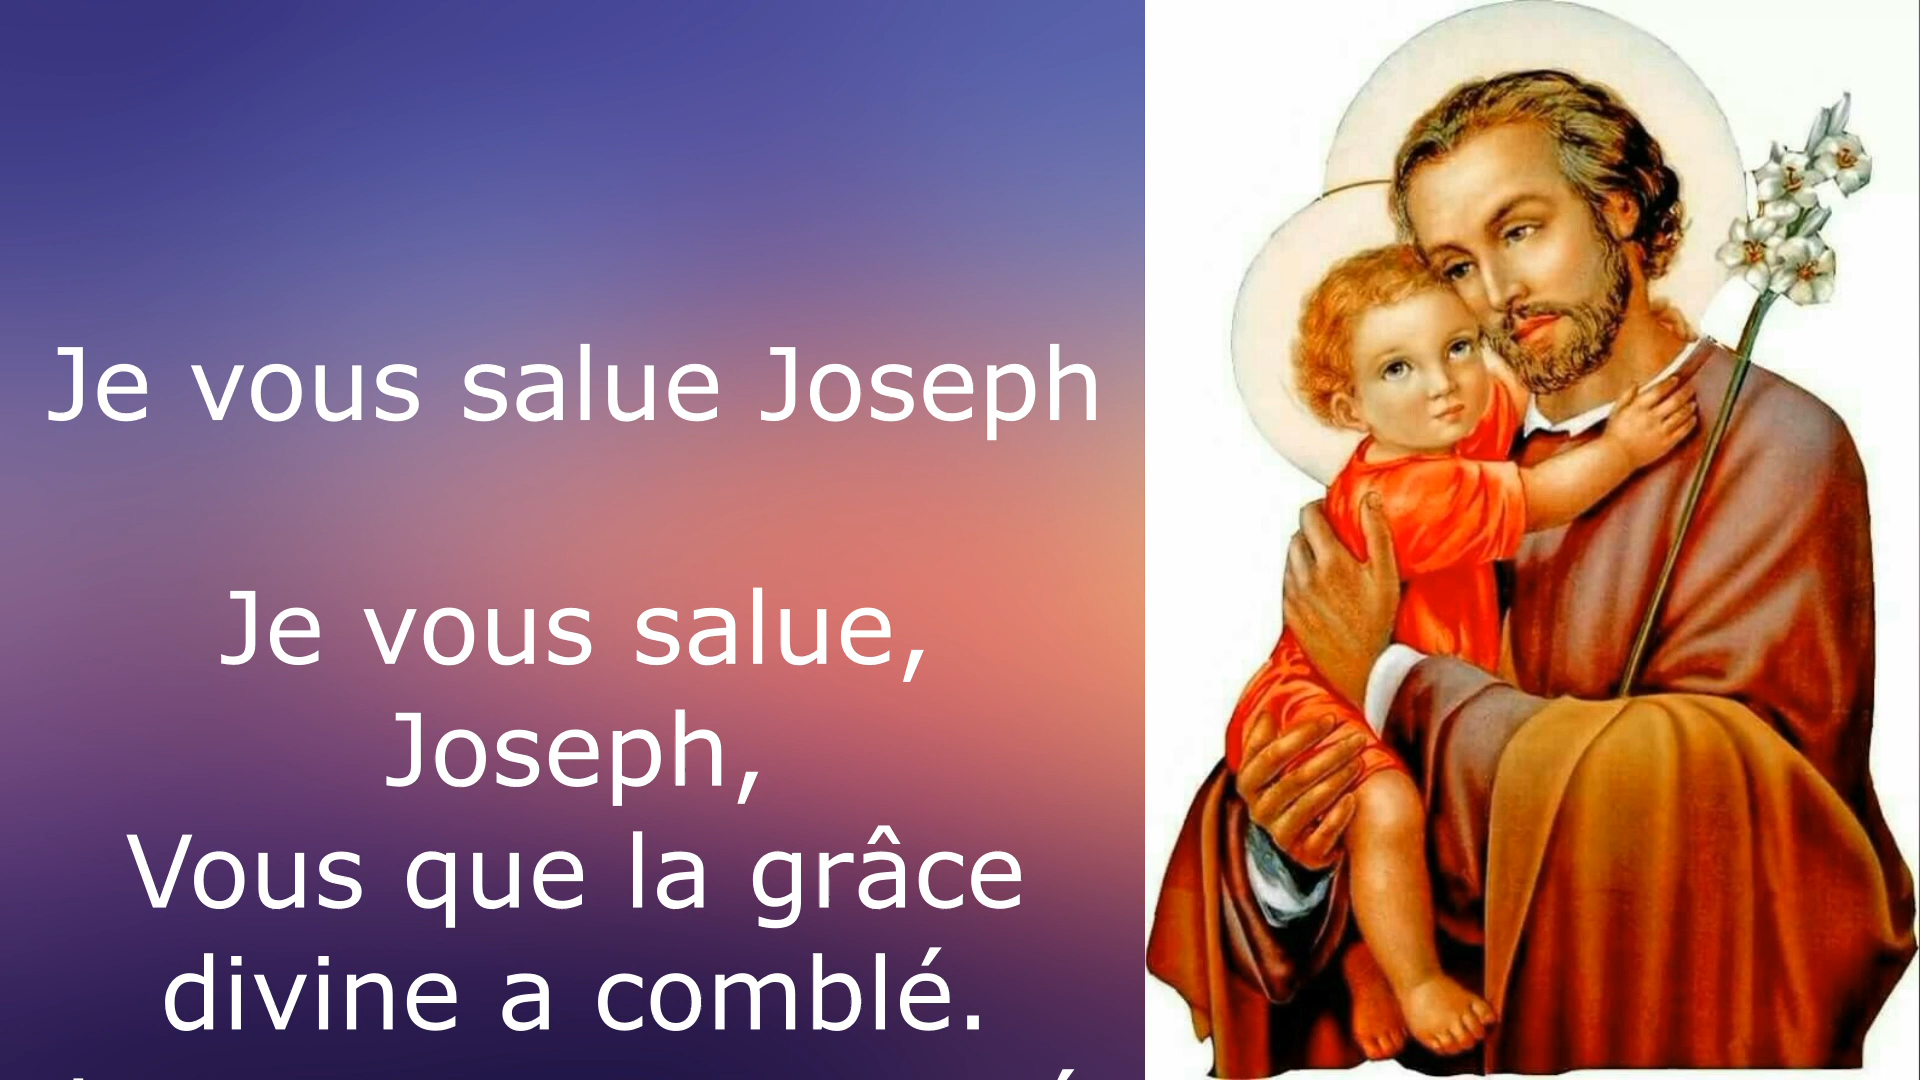 Je vous salue Joseph
Je vous salue,
Joseph,
Vous que la grâce
divine a comblé.